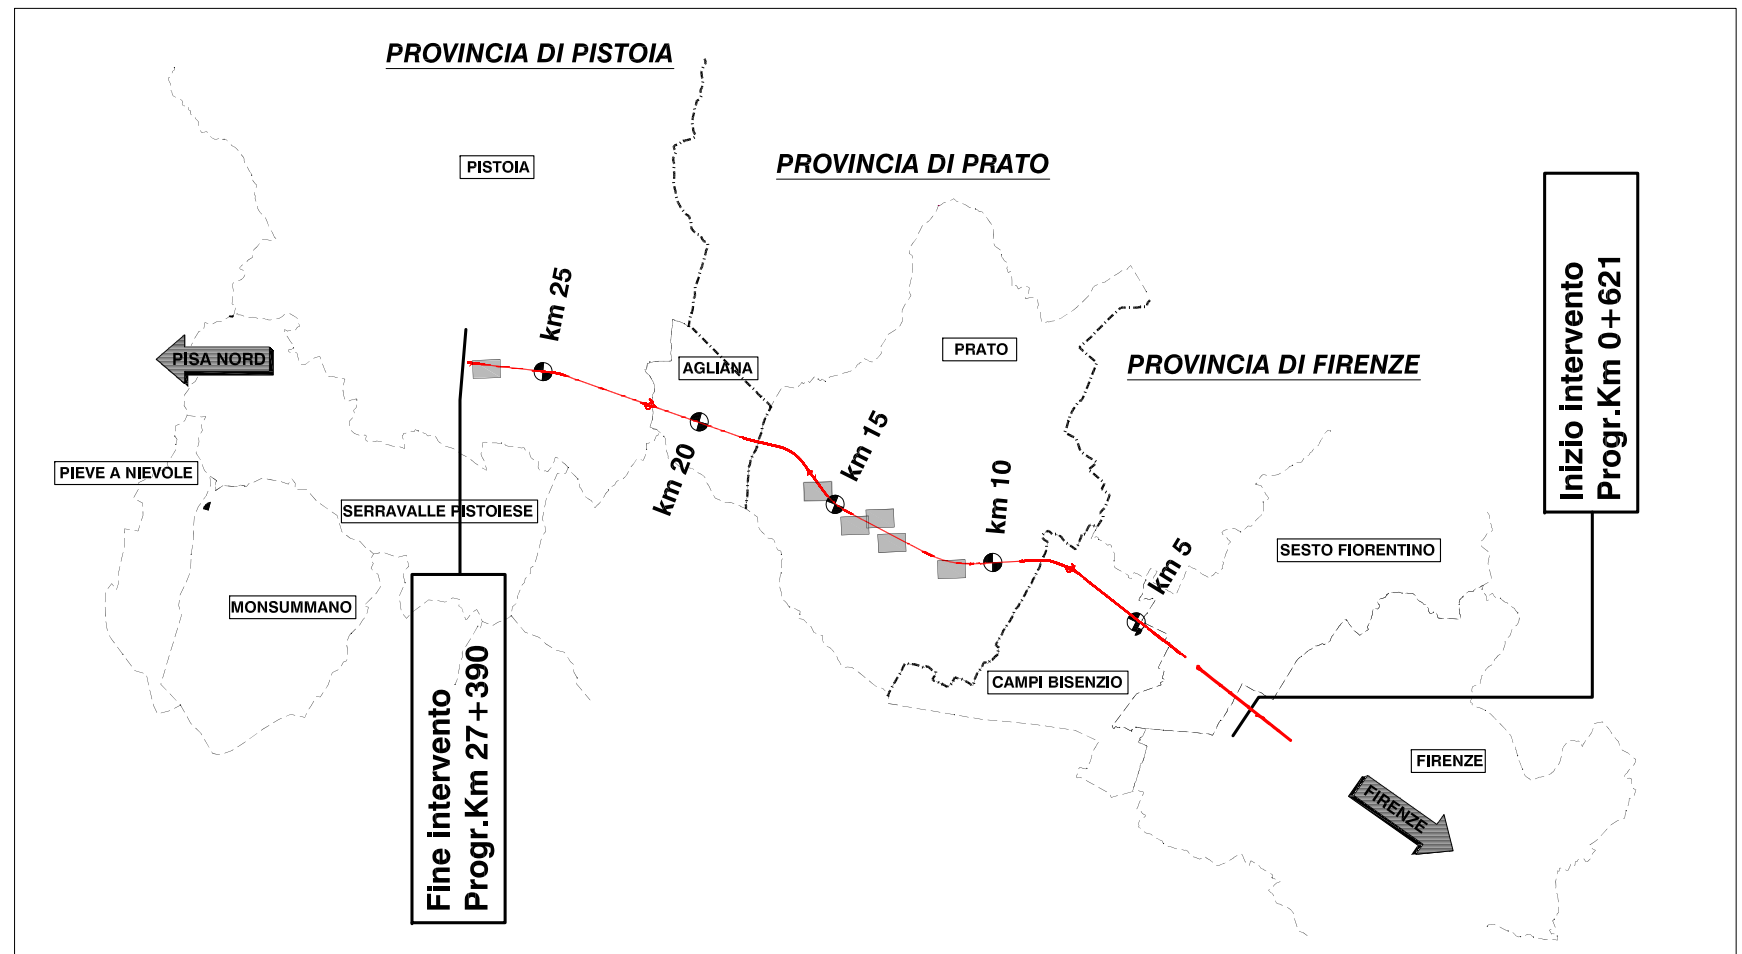 PROVINCIA DI PISTOIA
PISTOIA
PROVINCIA DI PRATO
km 25
PISA NORD
AGLIANA
PRATO
PROVINCIA DI FIRENZE
Inizio intervento
Progr.Km 0+621
PIEVE A NIEVOLE
SERRAVALLE PISTOIESE
km 20
km 15
km 10
km 5
SESTO FIORENTINO
MONSUMMANO
Fine intervento
Progr.Km 27+390
CAMPI BISENZIO
FIRENZE
FIRENZE